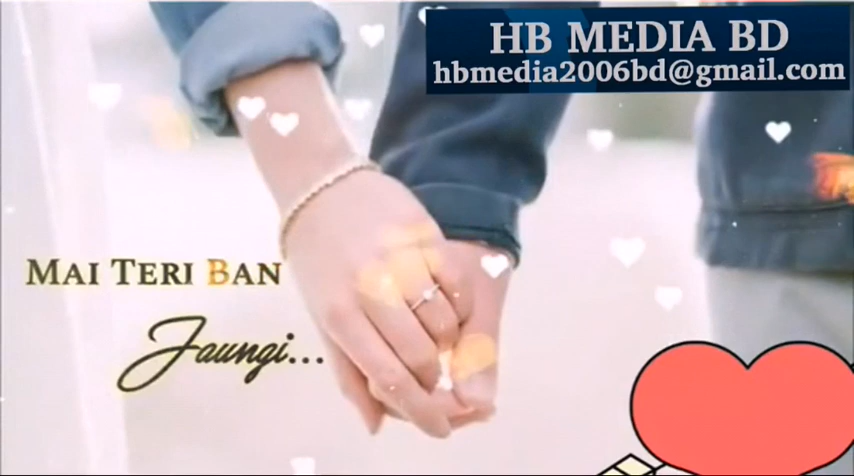 HB MEDIA BD
hbmedia2006bd@gmail.com
MAI TERI BAN
Jaungi...